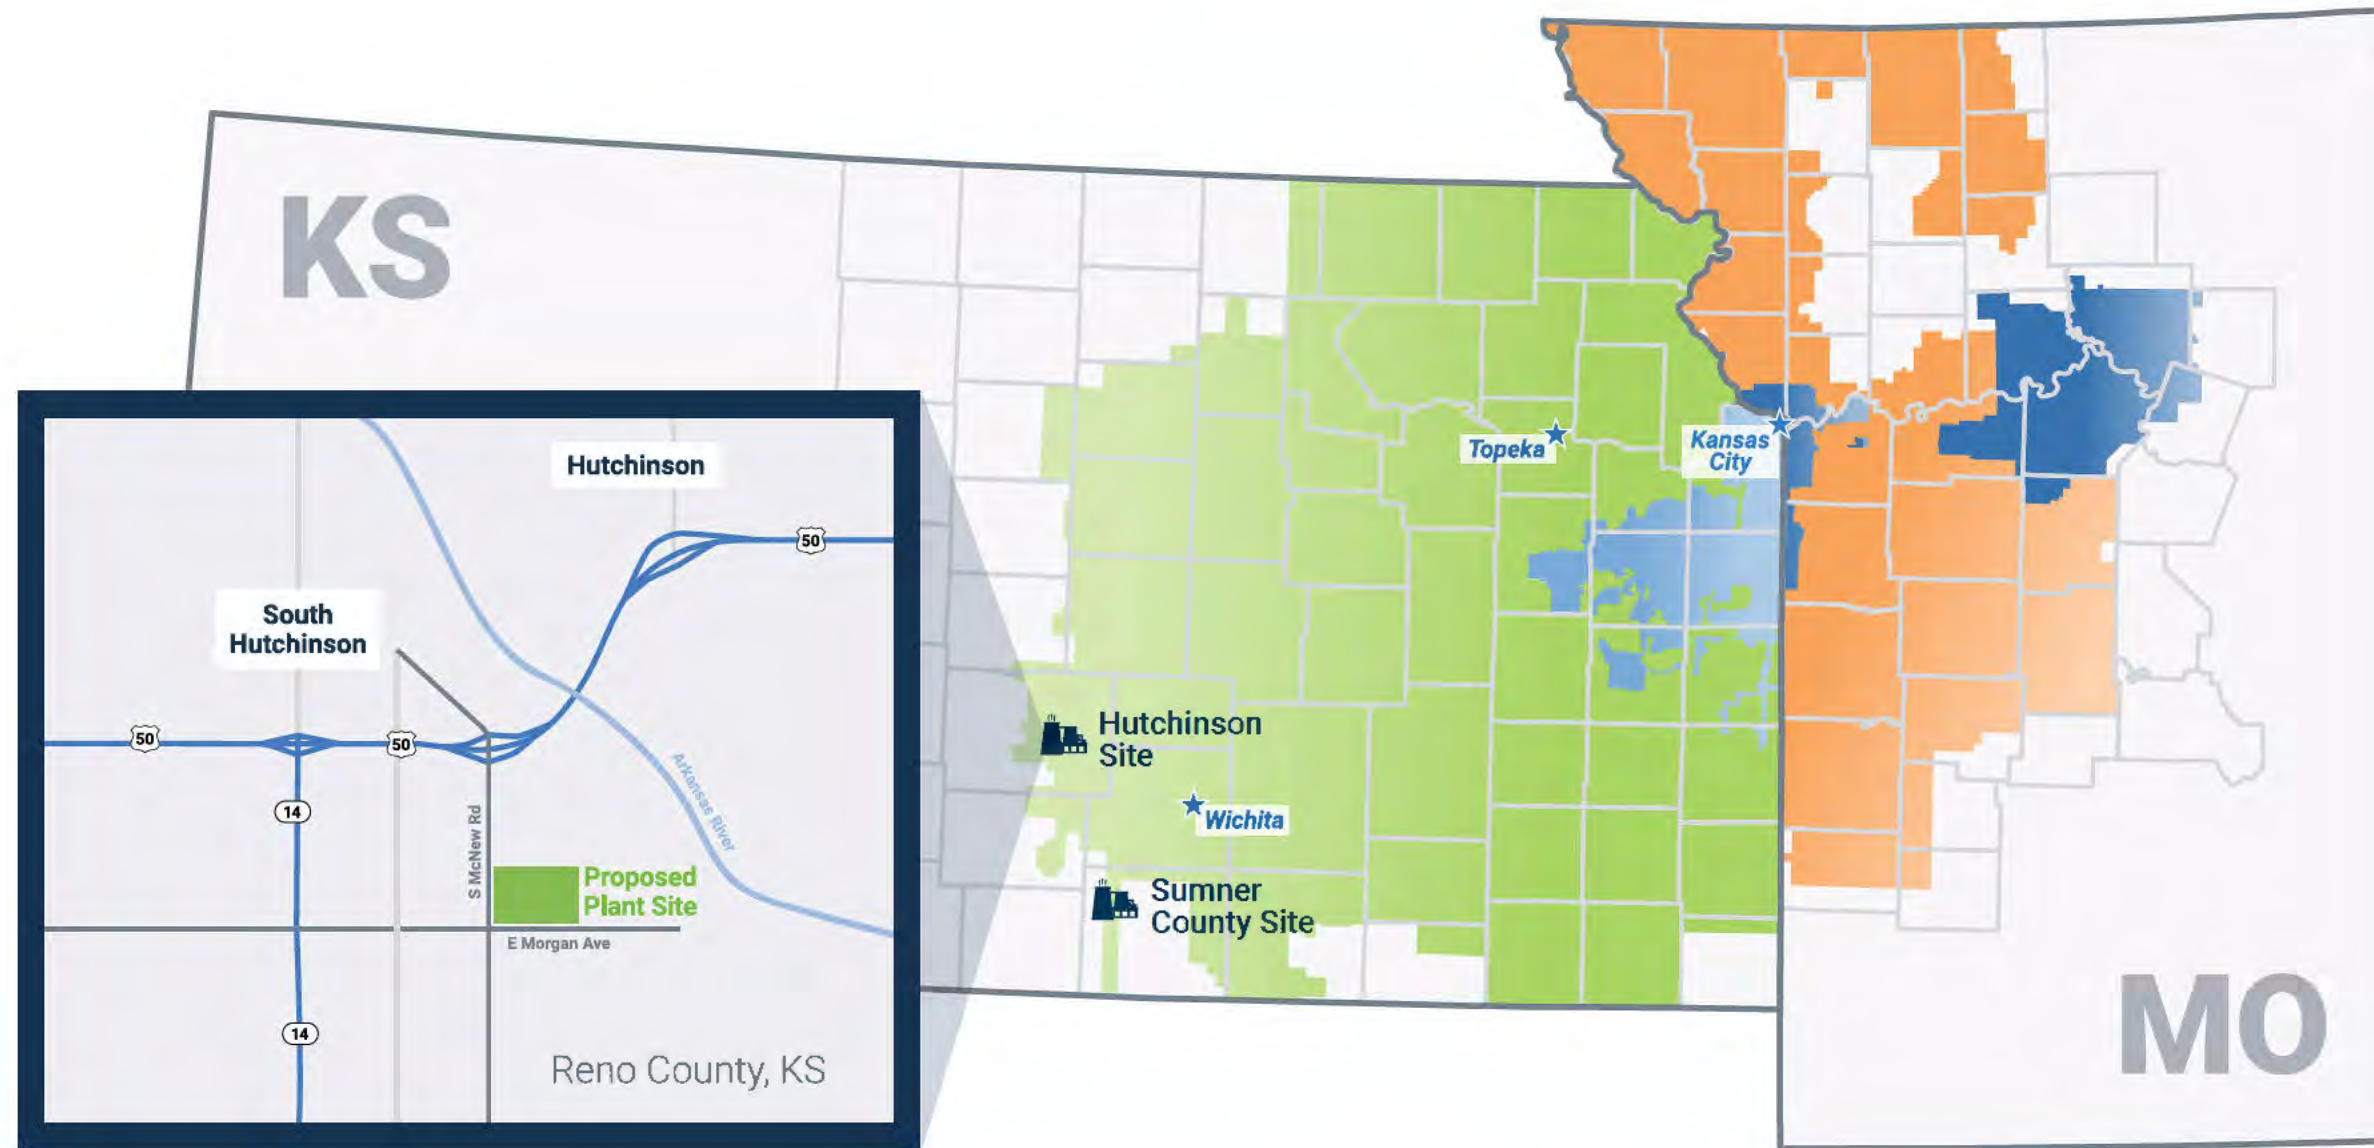 KS
MO
Topeka
Kansas
City
Hutchinson
Site
Wichita
Sumner
County Site
Hutchinson
50
South
Hutchinson
50
50
14
S McNew Rd
Arkansas River
Proposed
Plant Site
E Morgan Ave
14
Reno County, KS